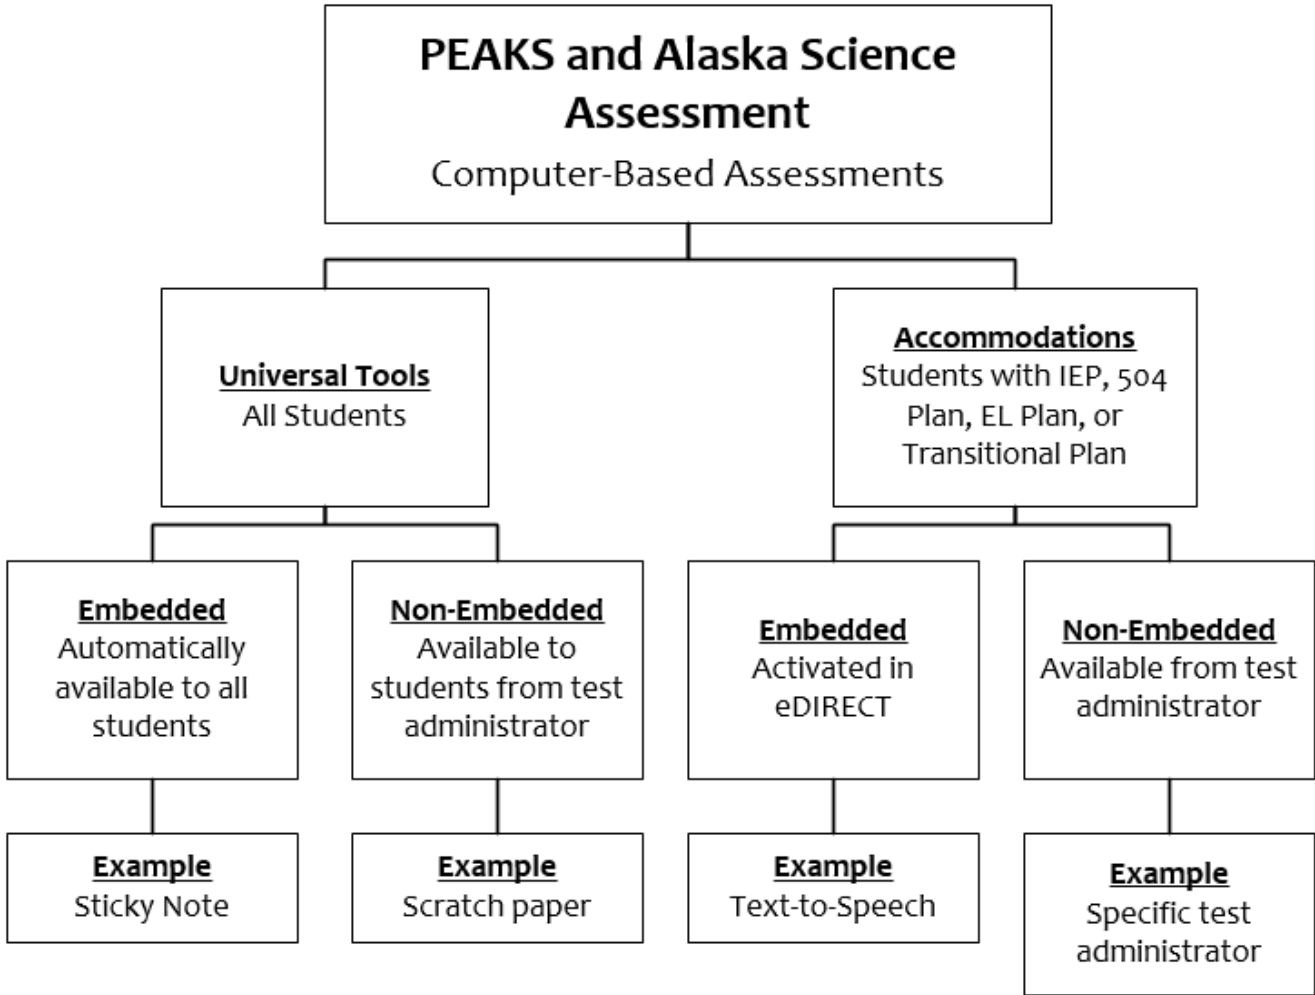 PEAKS and Alaska Science
Assessment
Computer-Based Assessments
Universal Tools
All Students
Accommodations
Students with IEP, 504
Plan, EL Plan, or
Transitional Plan
Embedded
Automatically
available to all
students
Non-Embedded
Available to
students from test
administrator
Embedded
Activated in
eDIRECT
Non-Embedded
Available from test
administrator
Example
Sticky Note
Example
Scratch paper
Example
Text-to-Speech
Example
Specific test
administrator